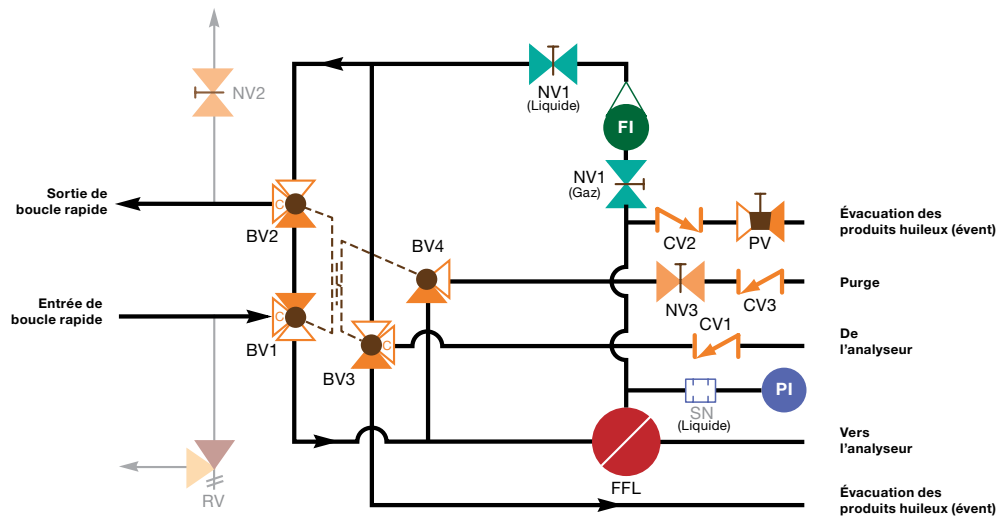 NV2
NV1
(Liquide)
FI
NV1
(Gaz)
Sortie de
boucle rapide
C
BV2
CV2
PV
Évacuation des
produits huileux (évent)
BV4
NV3
CV3
Purge
Entrée de
boucle rapide
C
BV1
C
BV3
CV1
De
l’analyseur
SN
(Liquide)
PI
RV
FFL
Vers
l’analyseur
Évacuation des
produits huileux (évent)